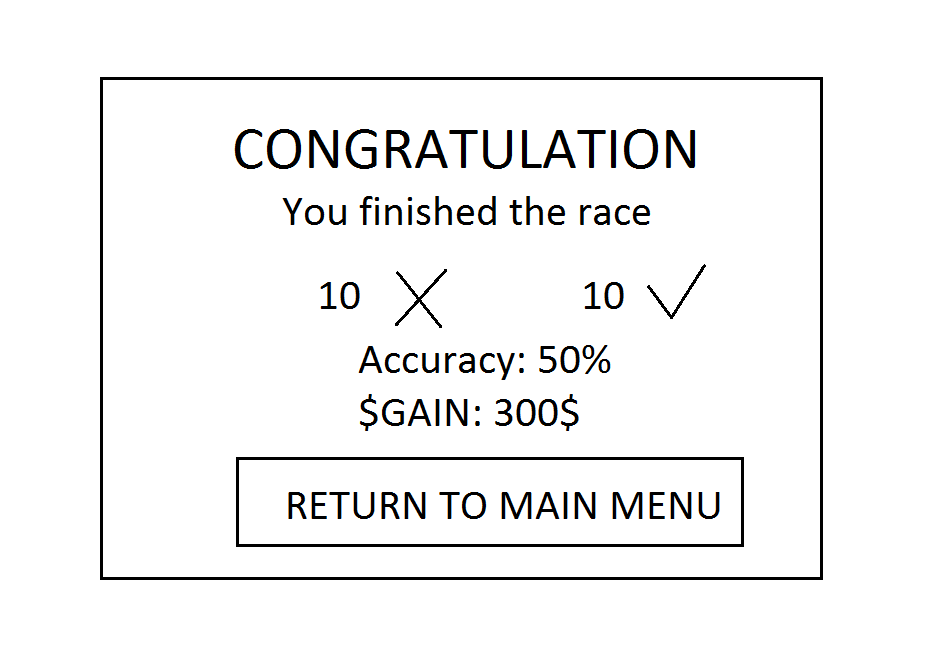 CONGRATULATION
You finished the race
10 10
Accuracy: 50%
$GAIN: 300$
RETURN TO MAIN MENU